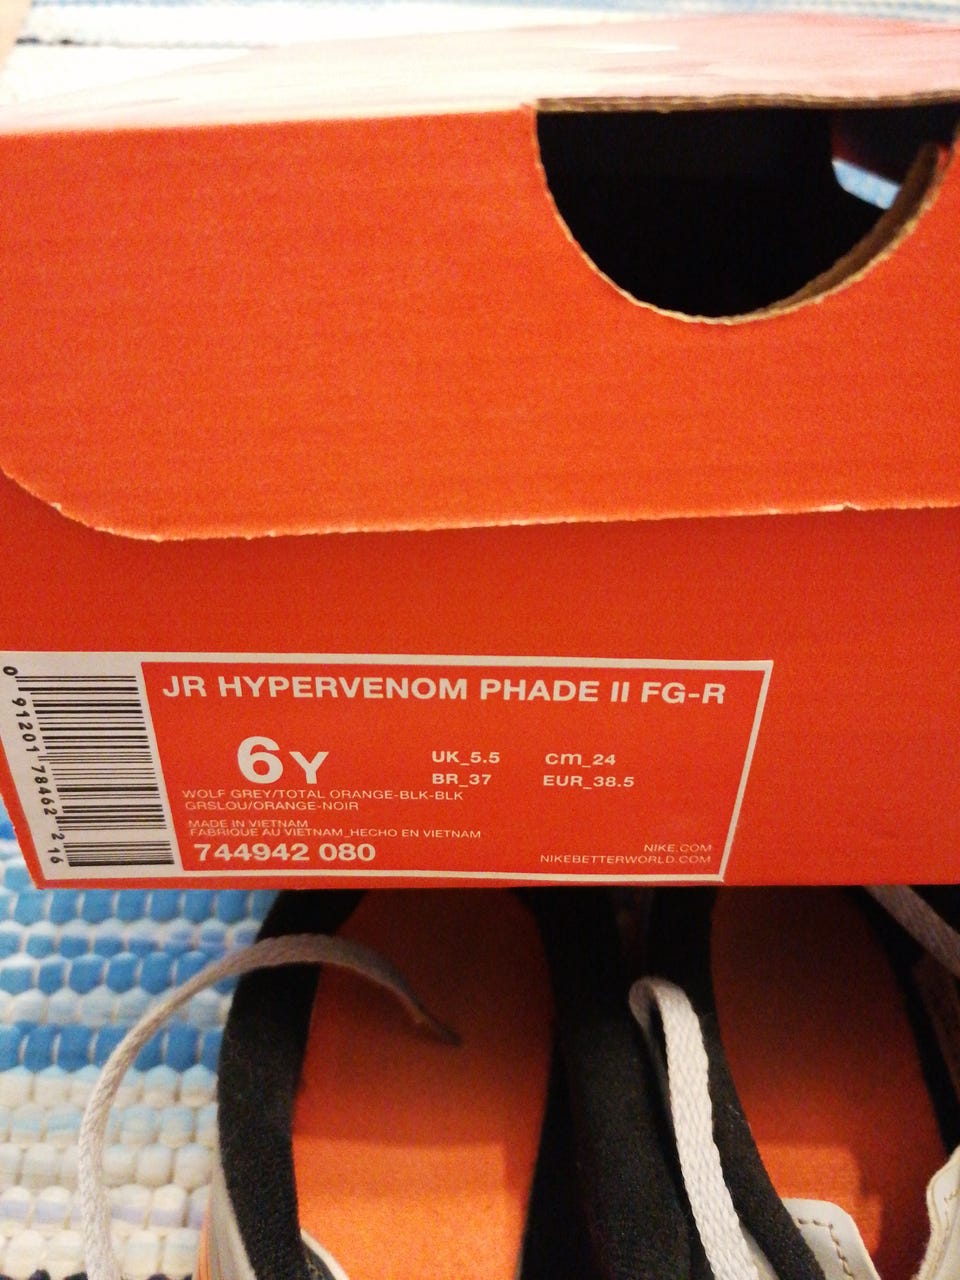 JR HYPERVENOM PHADE II FG-R
6Y
UK_5.5 cm_24
BR_37 EUR_38.5
WOLF GREY/TOTAL ORANGE-BLK-BLK
GRSLOU/ORANGE-NOIR
MADE IN VIETNAM
FABRIQUE AU VIETNAM_HECHO EN VIETNAM
744942 080
NIKE.COM
NIKEBETTERWORLD.COM
0 91201 78462 2 16